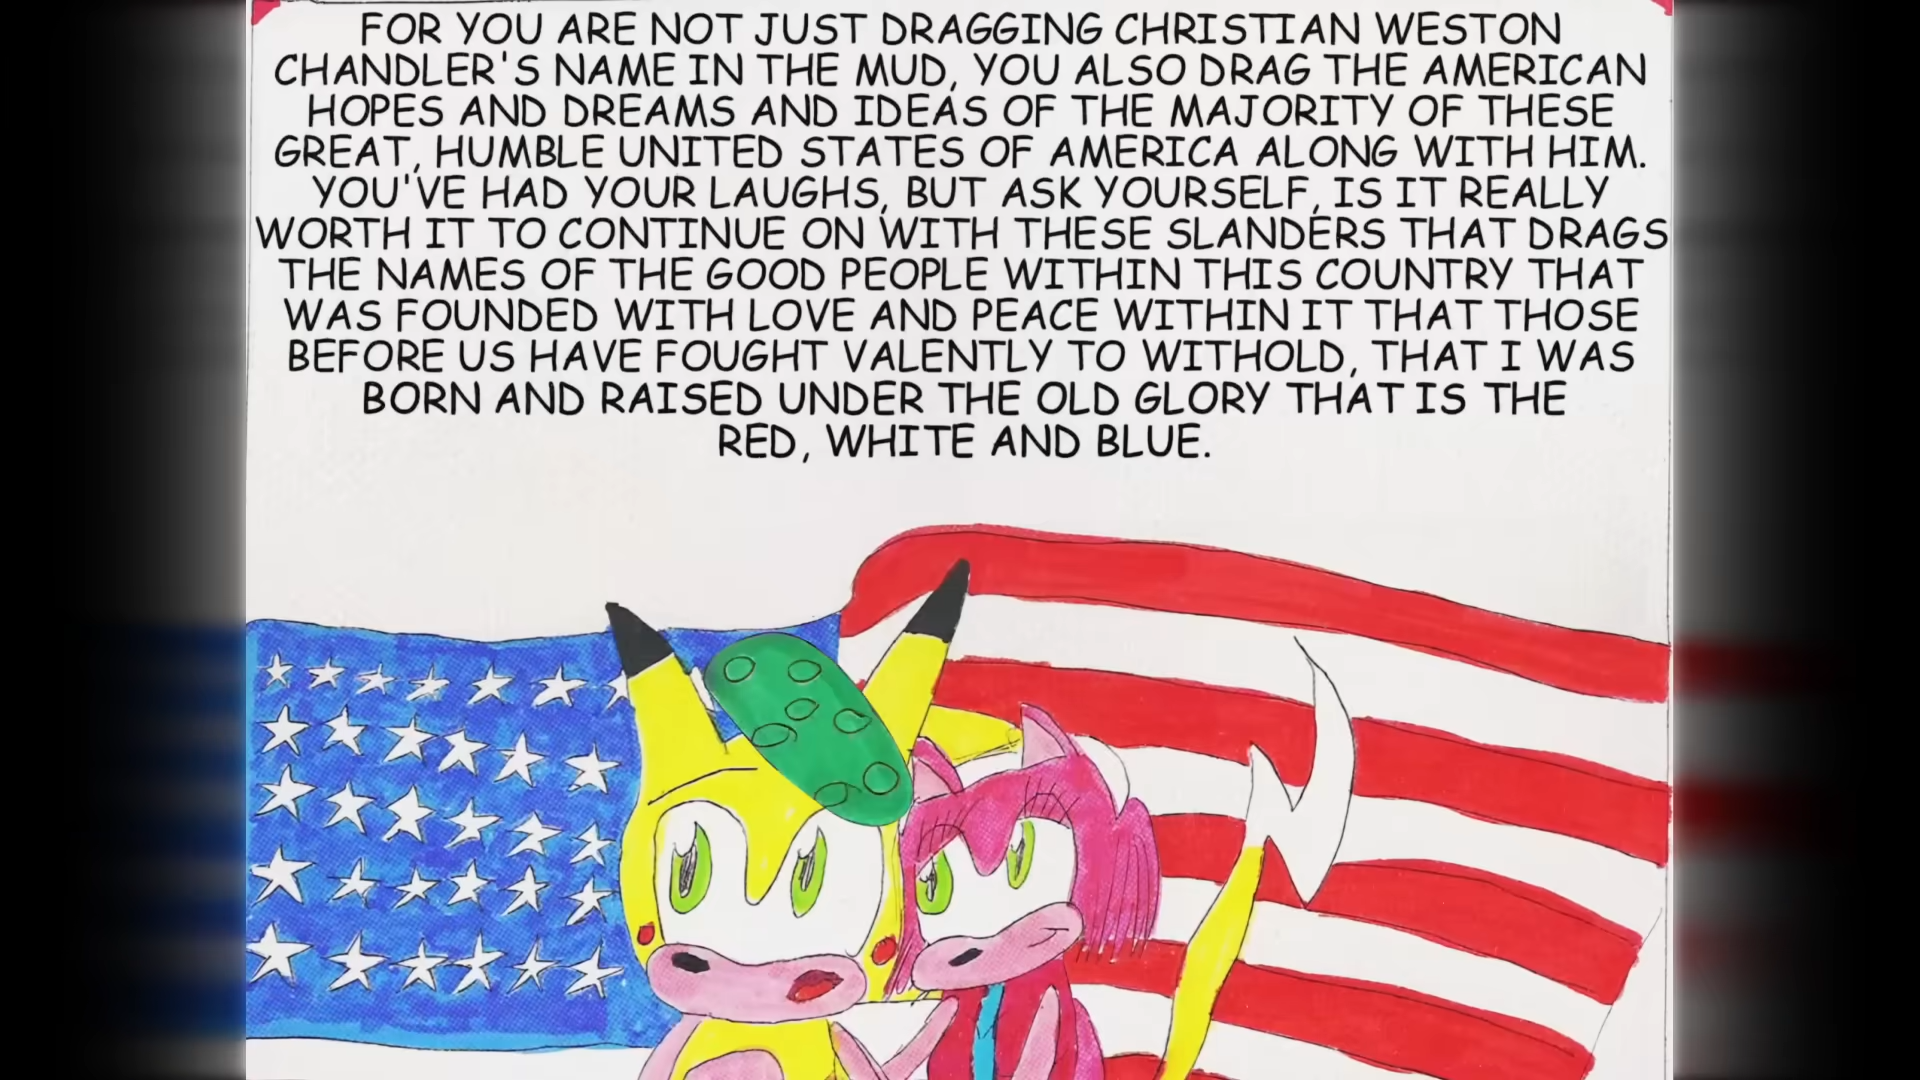 FOR YOU ARE NOT JUST DRAGGING CHRISTIAN WESTON
CHANDLER'S NAME IN THE MUD, YOU ALSO DRAG THE AMERICAN
HOPES AND DREAMS AND IDEAS OF THE MAJORITY OF THESE
GREAT, HUMBLE UNITED STATES OF AMERICA ALONG WITH HIM.
YOU'VE HAD YOUR LAUGHS, BUT ASK YOURSELF, IS IT REALLY
WORTH IT TO CONTINUE ON WITH THESE SLANDERS THAT DRAGS
THE NAMES OF THE GOOD PEOPLE WITHIN THIS COUNTRY THAT
WAS FOUNDED WITH LOVE AND PEACE WITHIN IT THAT THOSE
BEFORE US HAVE FOUGHT VALENTLY TO WITHOLD, THAT I WAS
BORN AND RAISED UNDER THE OLD GLORY THAT IS THE
RED, WHITE AND BLUE.